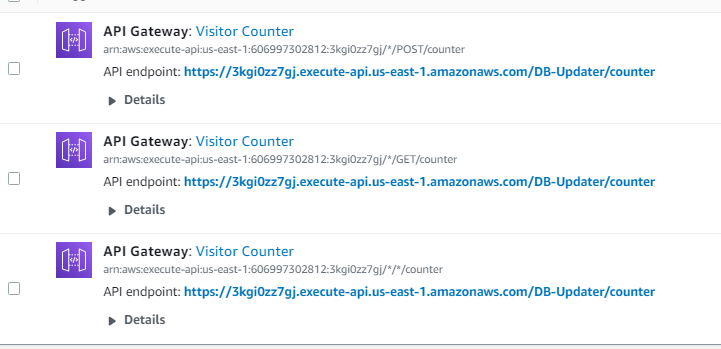 API Gateway: Visitor Counter
arn:aws:execute-api:us-east-1:606997302812:3kgi0zz7gj/*/POST/counter
API endpoint: https://3kgi0zz7gj.execute-api.us-east-1.amazonaws.com/DB-Updater/counter
Details
API Gateway: Visitor Counter
arn:aws:execute-api:us-east-1:606997302812:3kgi0zz7gj/*/GET/counter
API endpoint: https://3kgi0zz7gj.execute-api.us-east-1.amazonaws.com/DB-Updater/counter
Details
API Gateway: Visitor Counter
arn:aws:execute-api:us-east-1:606997302812:3kgi0zz7gj/*/*/counter
API endpoint: https://3kgi0zz7gj.execute-api.us-east-1.amazonaws.com/DB-Updater/counter
Details